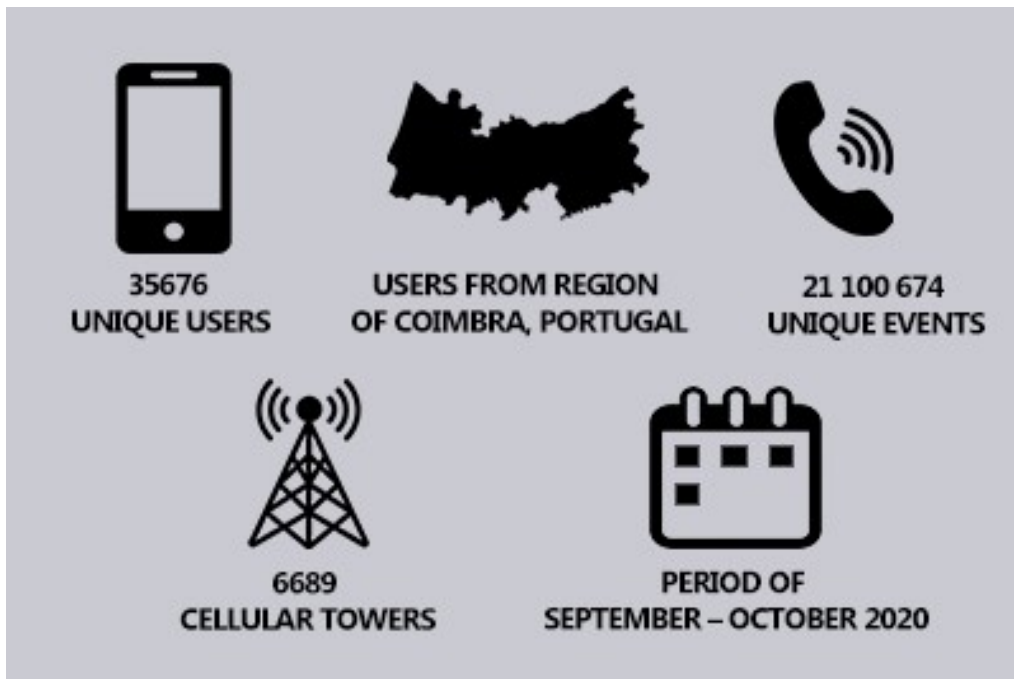 35676
UNIQUE USERS
USERS FROM REGION
OF COIMBRA, PORTUGAL
21 100 674
UNIQUE EVENTS
6689
CELLULAR TOWERS
PERIOD OF
SEPTEMBER – OCTOBER 2020